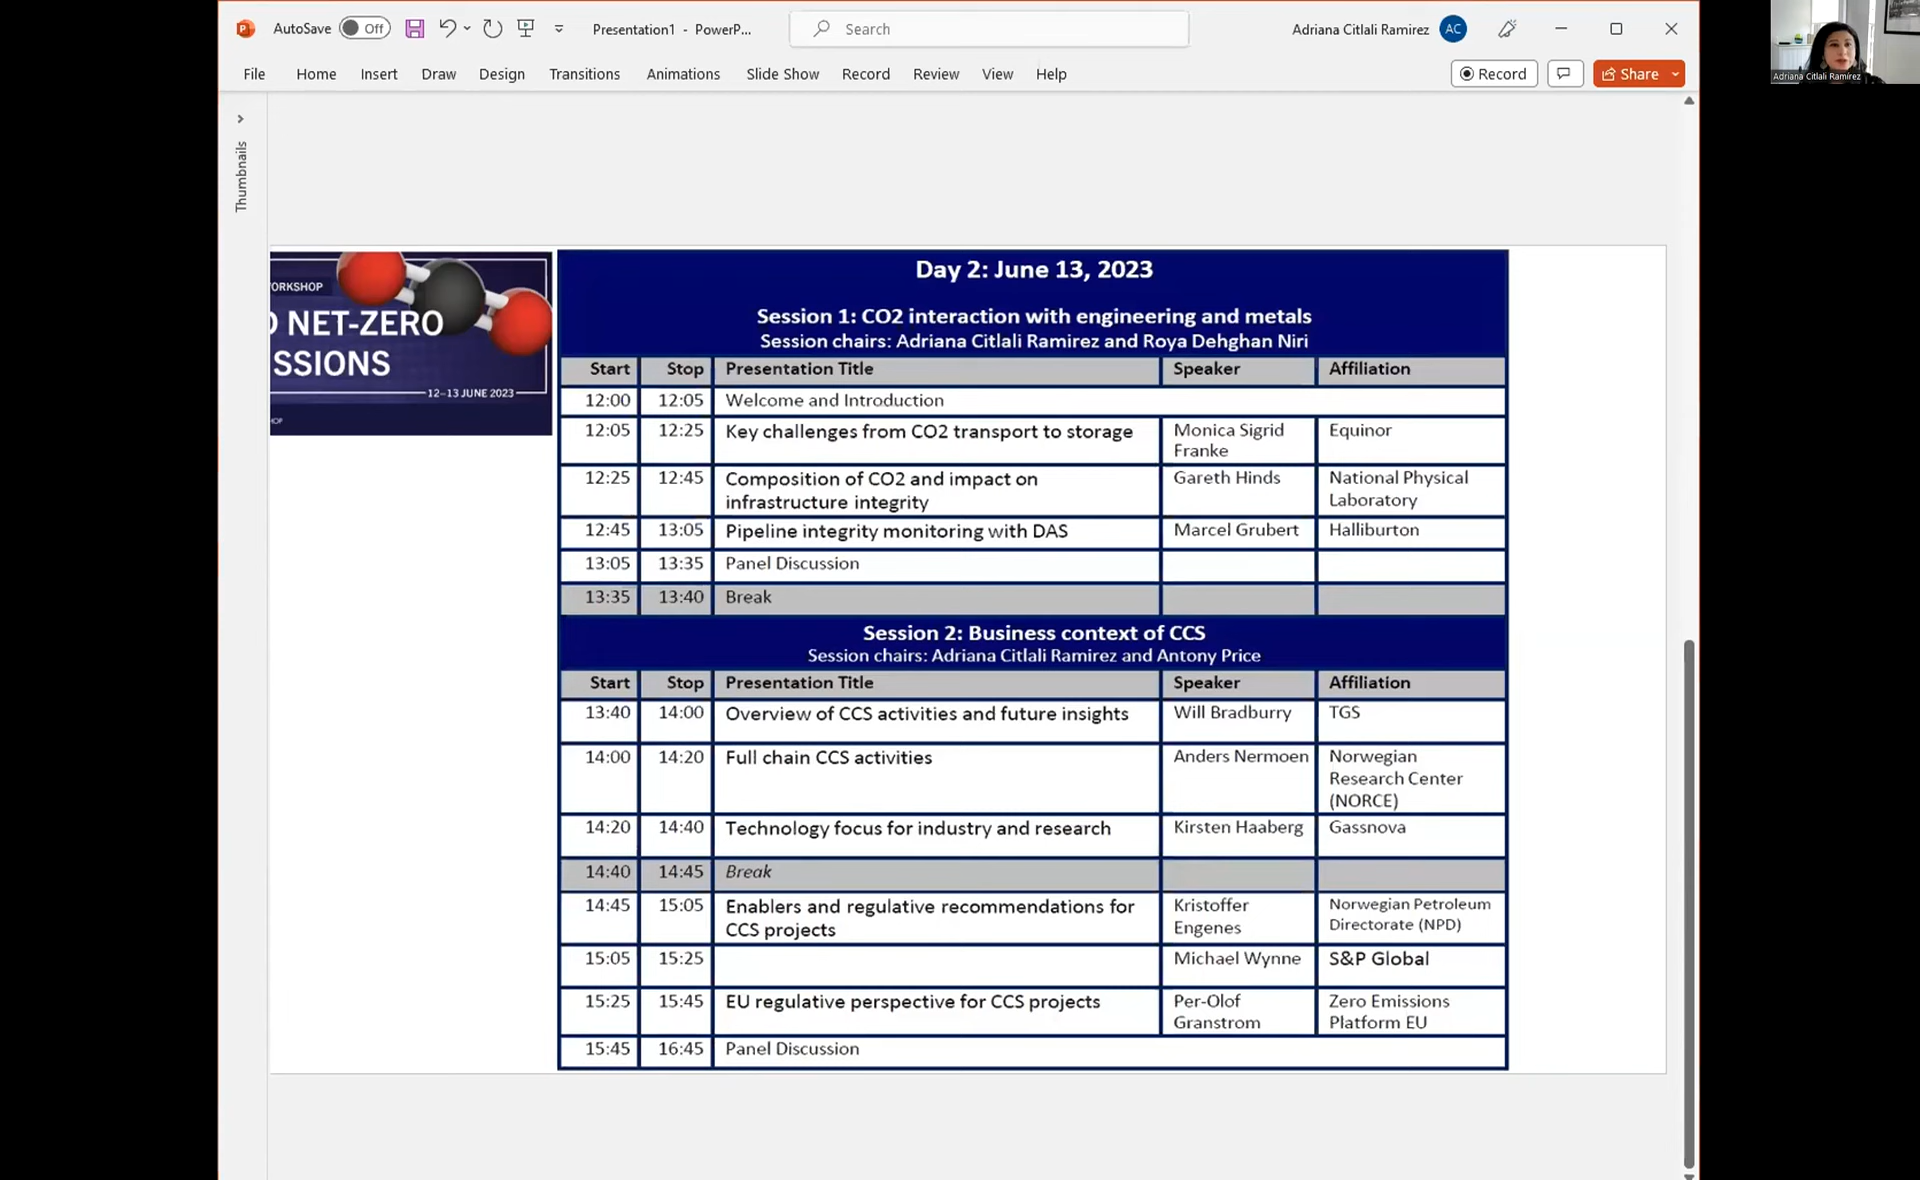 AutoSave Off Presentation1 - PowerP... Search Adriana Citlali Ramirez AC
File Home Insert Draw Design Transitions Animations Slide Show Record Review View Help Record Share
Adriana Citlali Ramírez
Thumbnails
ORKSHOP
NET-ZERO
SSIONS
12–13 JUNE 2023
HOP
Day 2: June 13, 2023
Session 1: CO2 interaction with engineering and metals
Session chairs: Adriana Citlali Ramirez and Roya Dehghan Niri
Start Stop Presentation Title Speaker Affiliation
12:00 12:05 Welcome and Introduction
12:05 12:25 Key challenges from CO2 transport to storage Monica Sigrid Equinor
Franke
12:25 12:45 Composition of CO2 and impact on Gareth Hinds National Physical
infrastructure integrity Laboratory
12:45 13:05 Pipeline integrity monitoring with DAS Marcel Grubert Halliburton
13:05 13:35 Panel Discussion
13:35 13:40 Break
Session 2: Business context of CCS
Session chairs: Adriana Citlali Ramirez and Antony Price
Start Stop Presentation Title Speaker Affiliation
13:40 14:00 Overview of CCS activities and future insights Will Bradburry TGS
14:00 14:20 Full chain CCS activities Anders Nermoen Norwegian
Research Center
(NORCE)
14:20 14:40 Technology focus for industry and research Kirsten Haaberg Gassnova
14:40 14:45 Break
14:45 15:05 Enablers and regulative recommendations for Kristoffer Norwegian Petroleum
CCS projects Engenes Directorate (NPD)
15:05 15:25 Michael Wynne S&P Global
15:25 15:45 EU regulative perspective for CCS projects Per-Olof Zero Emissions
Granstrom Platform EU
15:45 16:45 Panel Discussion